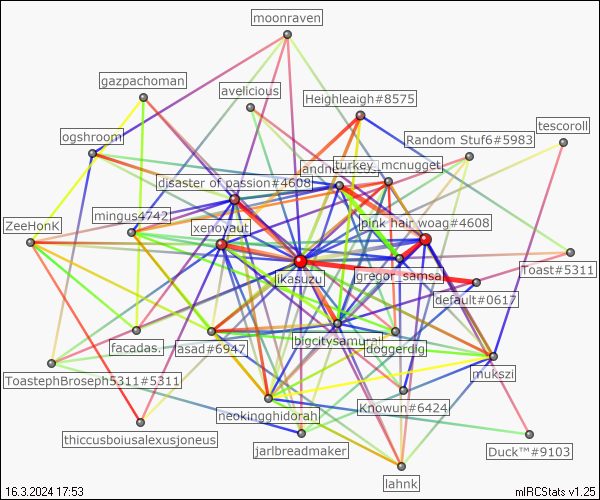 moonraven
gazpachoman
avelicious
Heighleigh#8575
tescoroll
ogshroom
Random Stuf6#5983
turkey_mcnugget
disaster of passion#4608
mingus4742
pink hair woag#4608
ZeeHonK
xenoyaut
ikasuzu
gregor_samsa
Toast#5311
default#0617
bigcitysamurai
facadas.
asad#6947
doggerdig
ToastephBroseph5311#5311
mukszi
neokingghidorah
Knowun#6424
thiccusboiusalexusjoneus
jarlbreadmaker
Duck™#9103
lahnk
16.3.2024 17:53 mIRCStats v1.25